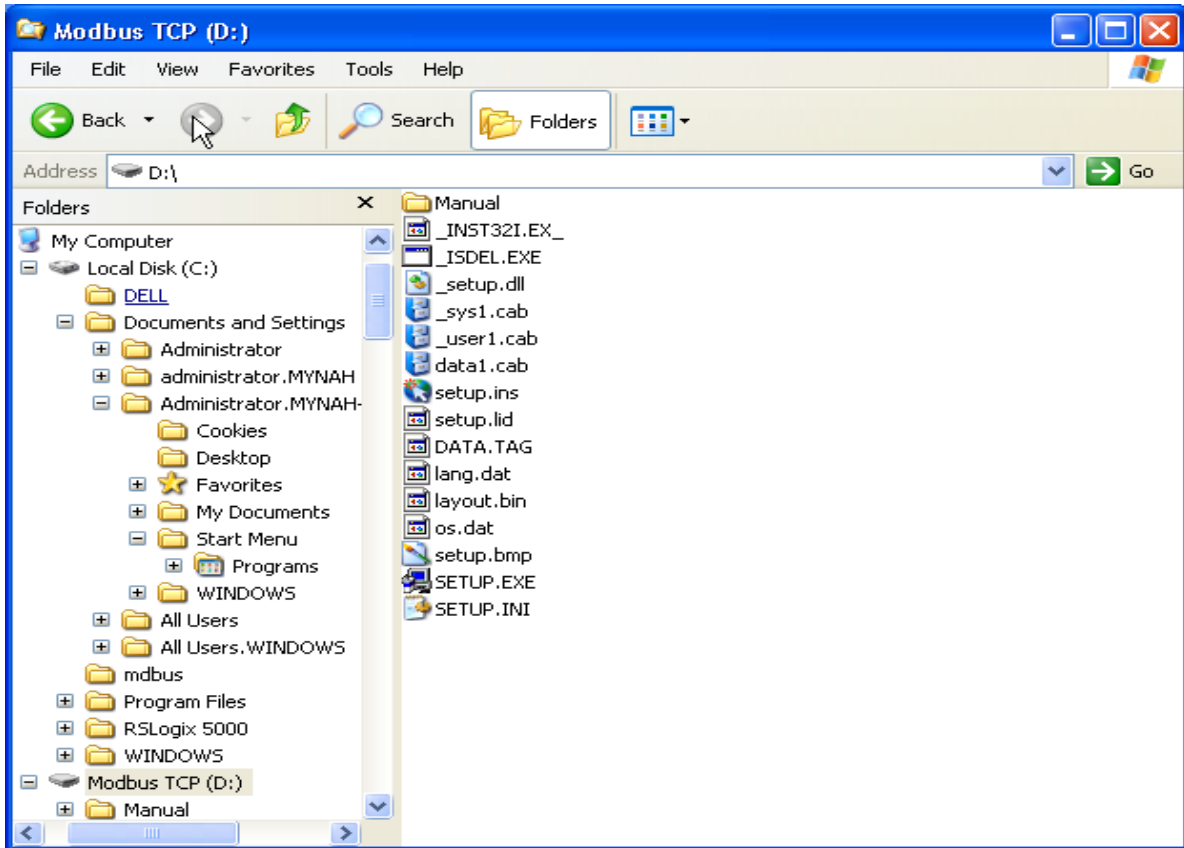 Modbus TCP (D:)
File Edit View Favorites Tools Help
Back Search Folders
Address D:\ Go
Folders
My Computer
Local Disk (C:)
DELL
Documents and Settings
Administrator
administrator.MYNAH
Administrator.MYNAH-
Cookies
Desktop
Favorites
My Documents
Start Menu
Programs
WINDOWS
All Users
All Users.WINDOWS
mdbus
Program Files
RSLogix 5000
WINDOWS
Modbus TCP (D:)
Manual
Manual
_INST32I.EX_
_ISDEL.EXE
_setup.dll
_sys1.cab
_user1.cab
data1.cab
setup.ins
setup.lid
DATA.TAG
lang.dat
layout.bin
os.dat
setup.bmp
SETUP.EXE
SETUP.INI